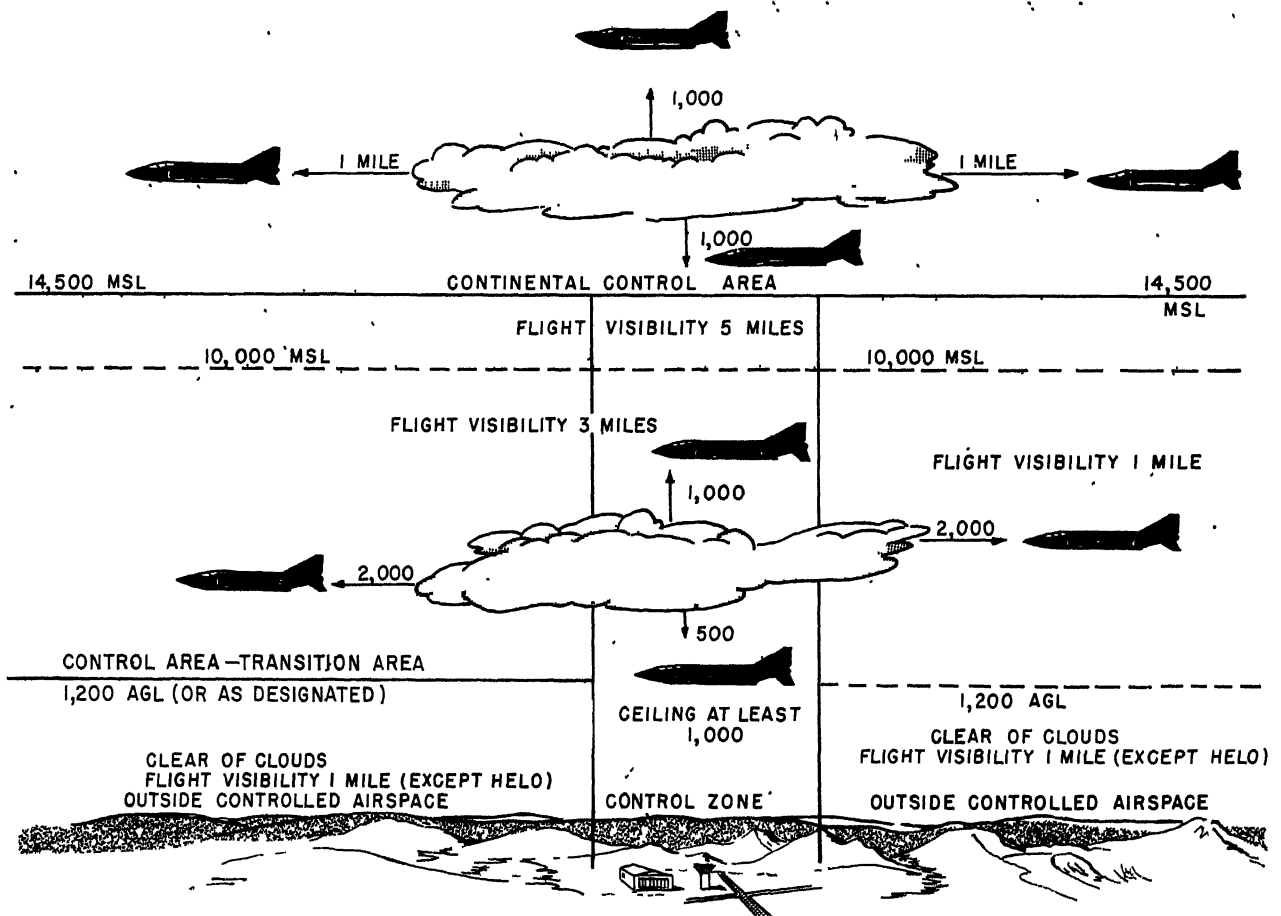 1,000
1 MILE
1 MILE
1,000
14,500 MSL
CONTINENTAL CONTROL AREA
14,500
MSL
FLIGHT VISIBILITY 5 MILES
10,000 MSL
10,000 MSL
FLIGHT VISIBILITY 3 MILES
FLIGHT VISIBILITY 1 MILE
1,000
2,000
2,000
500
CONTROL AREA-TRANSITION AREA
1,200 AGL (OR AS DESIGNATED)
1,200 AGL
CEILING AT LEAST
1,000
CLEAR OF CLOUDS
FLIGHT VISIBILITY 1 MILE (EXCEPT HELO)
CLEAR OF CLOUDS
FLIGHT VISIBILITY 1 MILE (EXCEPT HELO)
OUTSIDE CONTROLLED AIRSPACE
CONTROL ZONE
OUTSIDE CONTROLLED AIRSPACE